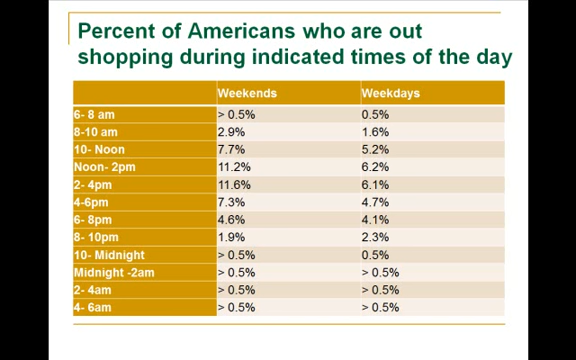 Percent of Americans who are out
shopping during indicated times of the day
Weekends Weekdays
6- 8 am > 0.5% 0.5%
8-10 am 2.9% 1.6%
10- Noon 7.7% 5.2%
Noon- 2pm 11.2% 6.2%
2- 4pm 11.6% 6.1%
4-6pm 7.3% 4.7%
6- 8pm 4.6% 4.1%
8- 10pm 1.9% 2.3%
10- Midnight > 0.5% 0.5%
Midnight -2am > 0.5% > 0.5%
2- 4am > 0.5% > 0.5%
4- 6am > 0.5% > 0.5%